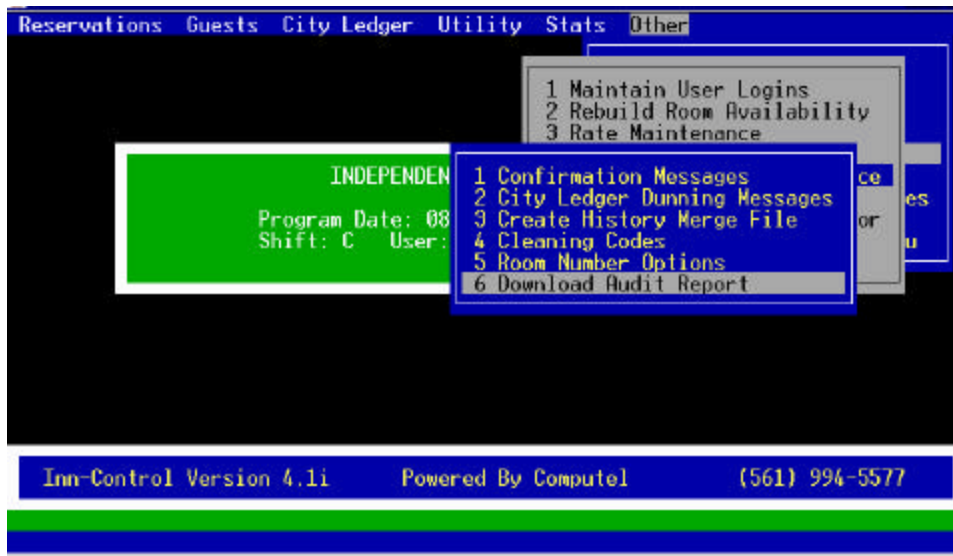 Reservations Guests City Ledger Utility Stats Other
1 Maintain User Logins
2 Rebuild Room Availability
3 Rate Maintenance
INDEPENDEN
Program Date: 08
Shift: C User:
1 Confirmation Messages
2 City Ledger Dunning Messages
3 Create History Merge File
4 Cleaning Codes
5 Room Number Options
6 Download Audit Report
ce
es
or
u
Inn-Control Version 4.1i Powered By Computel (561) 994-5577